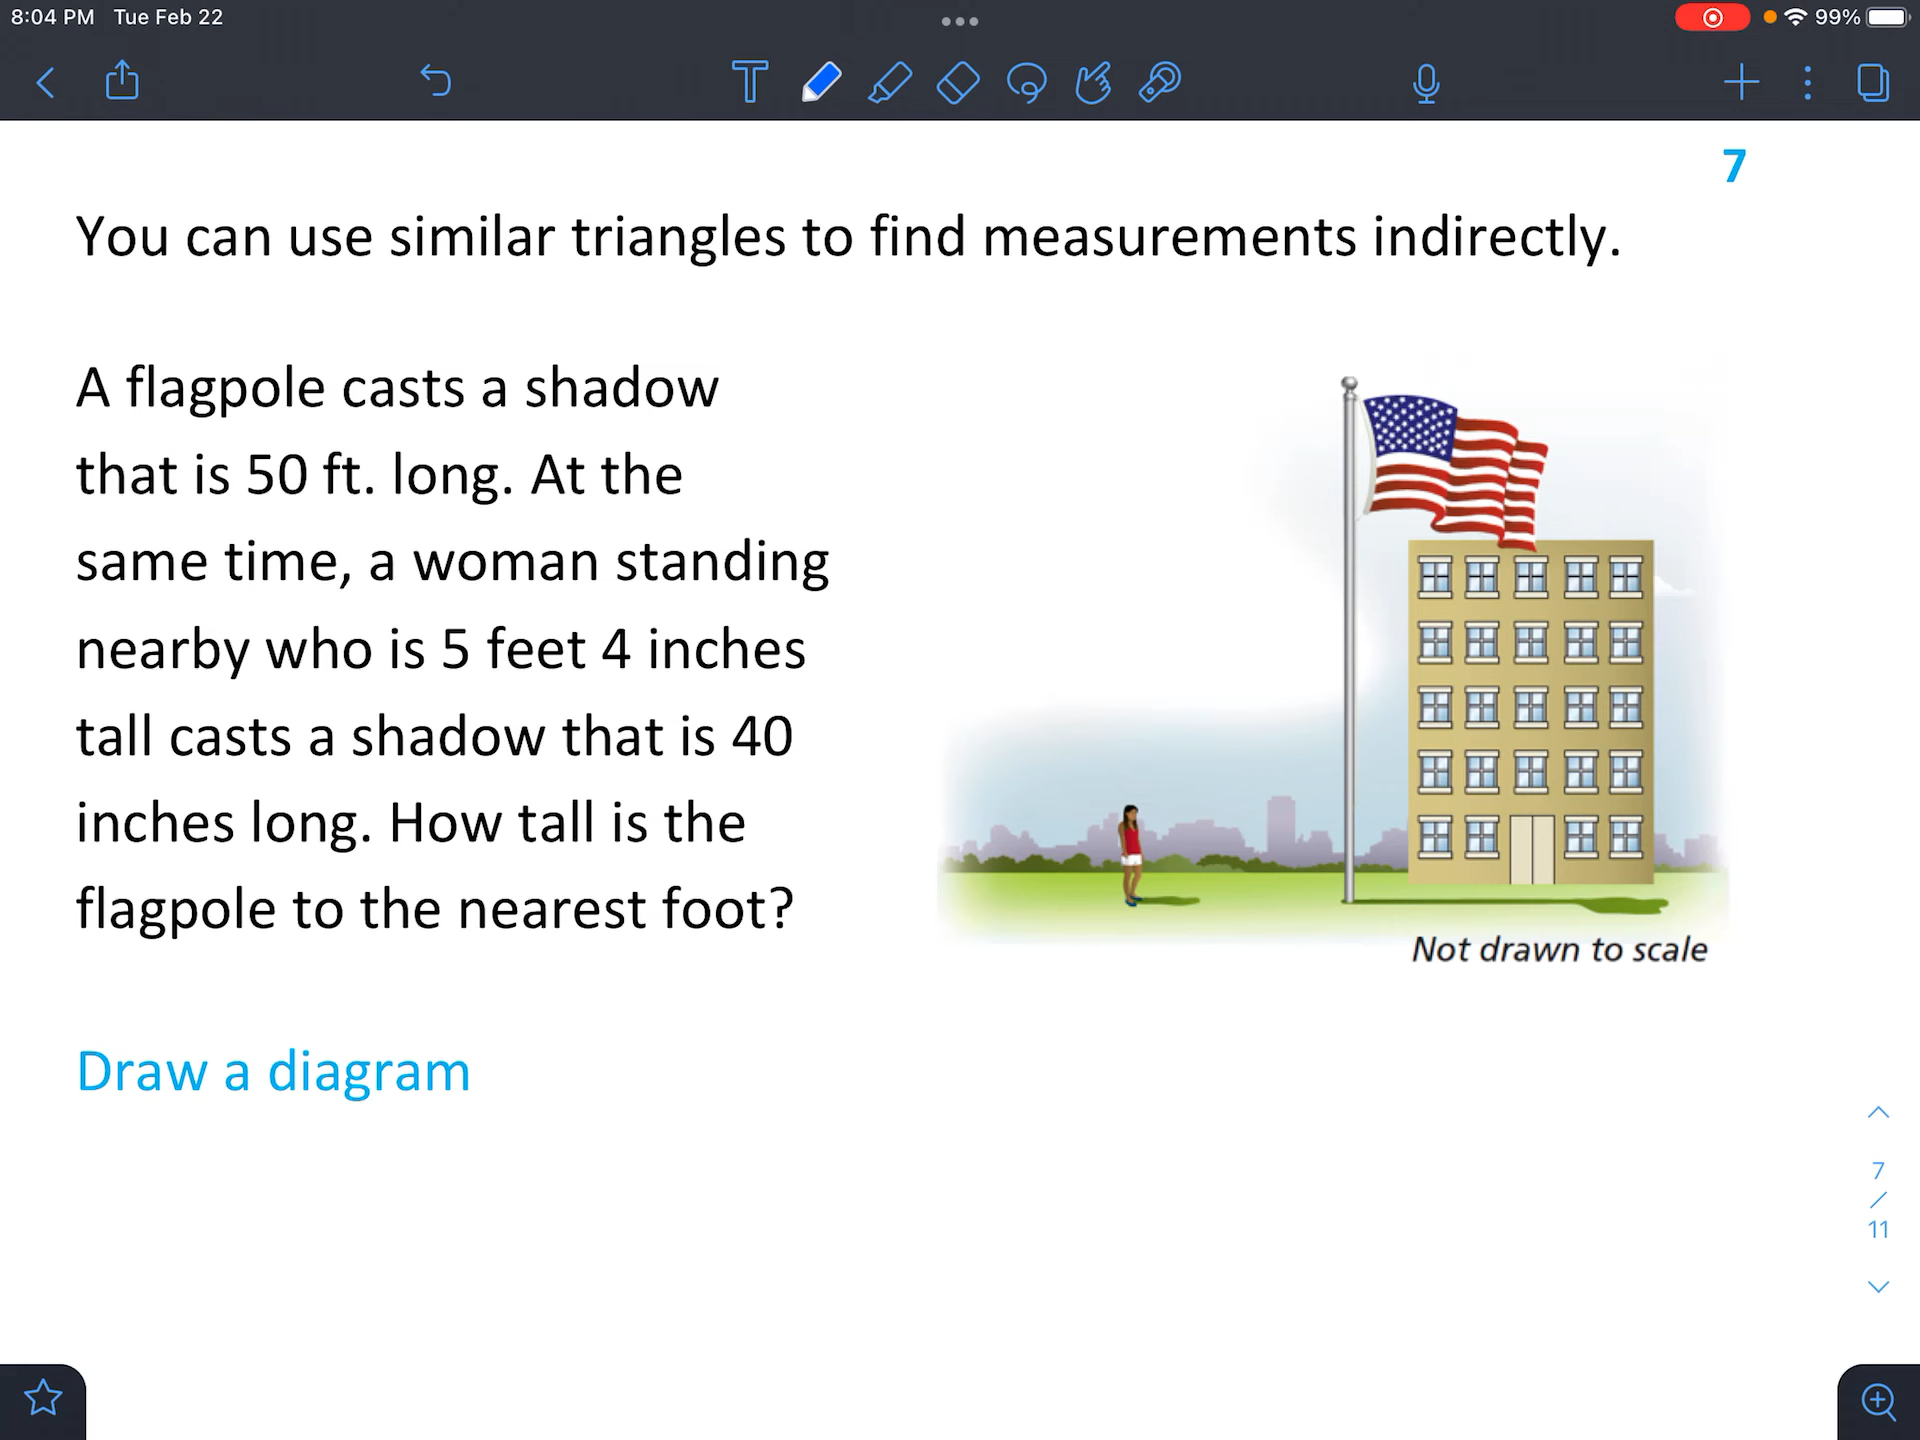 8:04 PM Tue Feb 22
99%
7
You can use similar triangles to find measurements indirectly.
A flagpole casts a shadow
that is 50 ft. long. At the
same time, a woman standing
nearby who is 5 feet 4 inches
tall casts a shadow that is 40
inches long. How tall is the
flagpole to the nearest foot?
Not drawn to scale
Draw a diagram
7
/
11